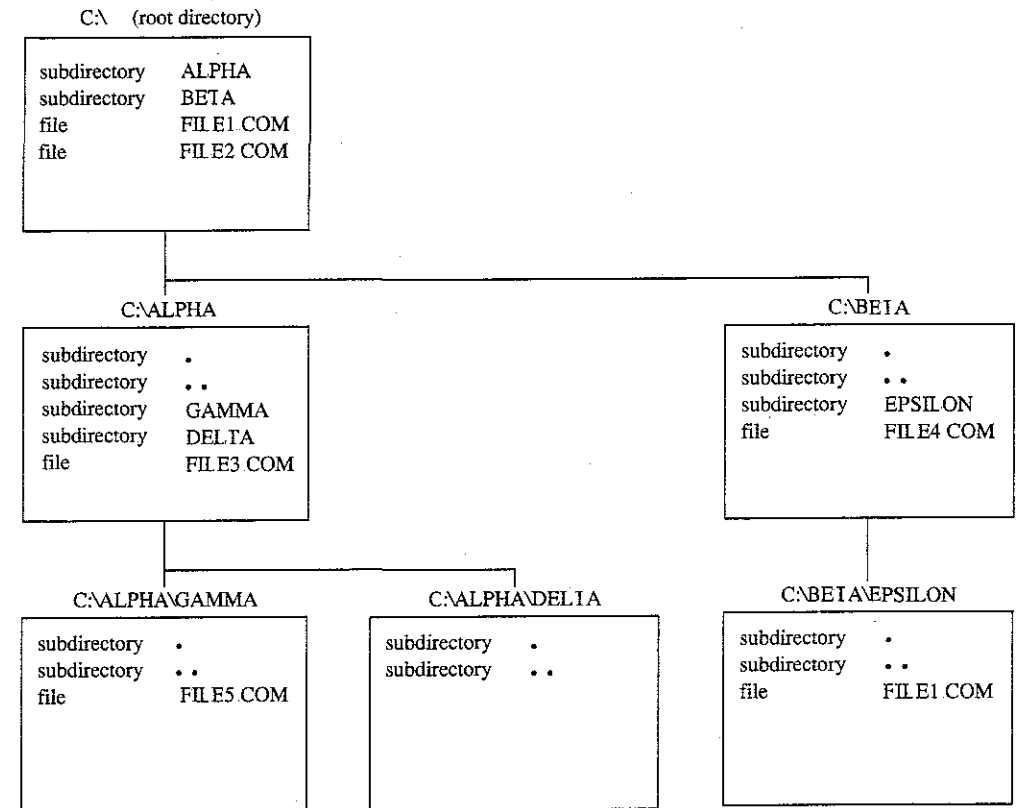 C:\ (root directory)
subdirectory ALPHA
subdirectory BETA
file FILE1.COM
file FILE2 COM
C:\ALPHA
subdirectory .
subdirectory ..
subdirectory GAMMA
subdirectory DELTA
file FILE3.COM
C:\BETA
subdirectory .
subdirectory ..
subdirectory EPSILON
file FILE4 COM
C:\ALPHA\GAMMA
subdirectory .
subdirectory ..
file FILE5.COM
C:\ALPHA\DELTA
subdirectory .
subdirectory ..
C:\BETA\EPSILON
subdirectory .
subdirectory ..
file FILE1.COM